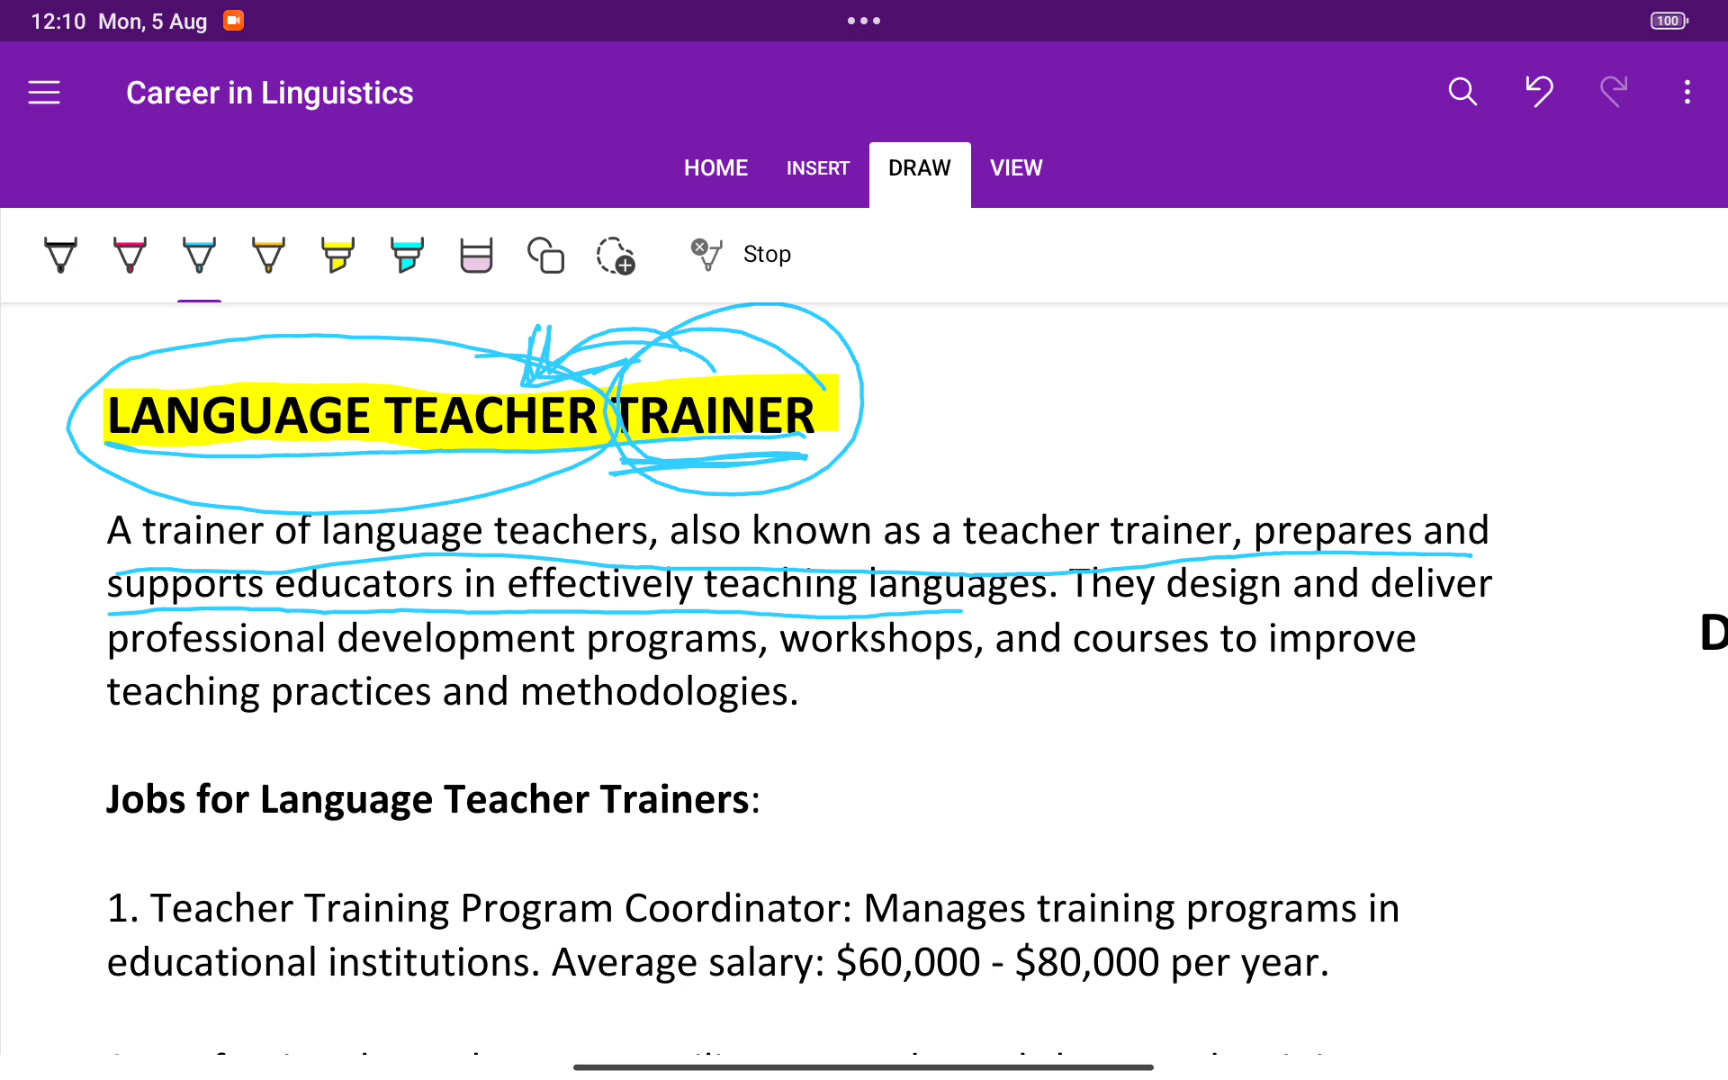 12:10 Mon, 5 Aug
100
Career in Linguistics
HOME INSERT DRAW VIEW
Stop
LANGUAGE TEACHER TRAINER
A trainer of language teachers, also known as a teacher trainer, prepares and
supports educators in effectively teaching languages. They design and deliver
professional development programs, workshops, and courses to improve
teaching practices and methodologies.
D
Jobs for Language Teacher Trainers:
1. Teacher Training Program Coordinator: Manages training programs in
educational institutions. Average salary: $60,000 - $80,000 per year.